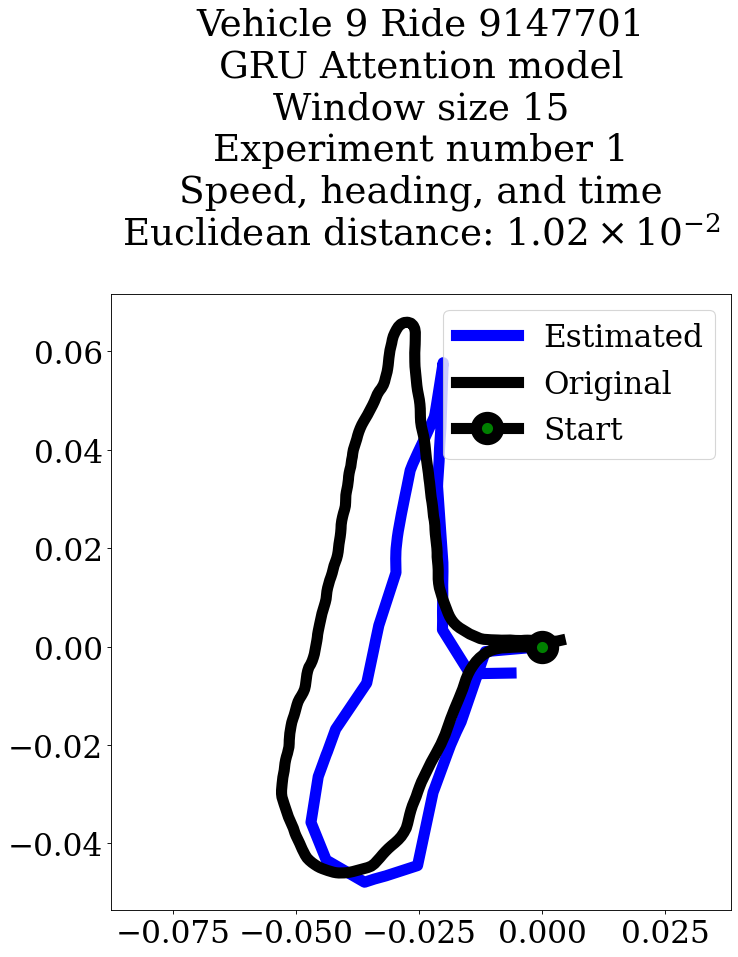 Vehicle 9 Ride 9147701
GRU Attention model
Window size 15
Experiment number 1
Speed, heading, and time
Euclidean distance: 1.02 × 10⁻²
Estimated
Original
Start
0.06
0.04
0.02
0.00
−0.02
−0.04
−0.075 −0.050 −0.025 0.000 0.025